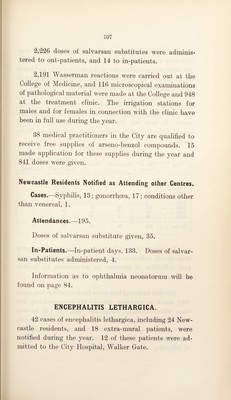 107
2,226 doses of salvarsan substitutes were adminis-
tered to out-patients, and 14 to in-patients.
2,191 Wasserman reactions were carried out at the
College of Medicine, and 116 microscopical examinations
of pathological material were made at the College and 948
at the treatment clinic. The irrigation stations for
males and for females in connection with the clinic have
been in full use during the year.
38 medical practitioners in the City are qualified to
receive free supplies of arseno-benzol compounds. 15
made application for these supplies during the year and
841 doses were given.
Newcastle Residents Notified as Attending other Centres.
Cases.—Syphilis, 13; gonorrhœa, 17; conditions other
than venereal, 1.
Attendances.—195.
Doses of salvarsan substitute given, 35.
In-Patients.—In-patient days, 133. Doses of salvar-
san substitutes administered, 4.
Information as to ophthalmia neonatorum will be
found on page 84.
ENCEPHALITIS LETHARGICA.
42 cases of encephalitis lethargica, including 24 New-
castle residents, and 18 extra-mural patients, were
notified during the year. 12 of these patients were ad-
mitted to the City Hospital, Walker Gate.